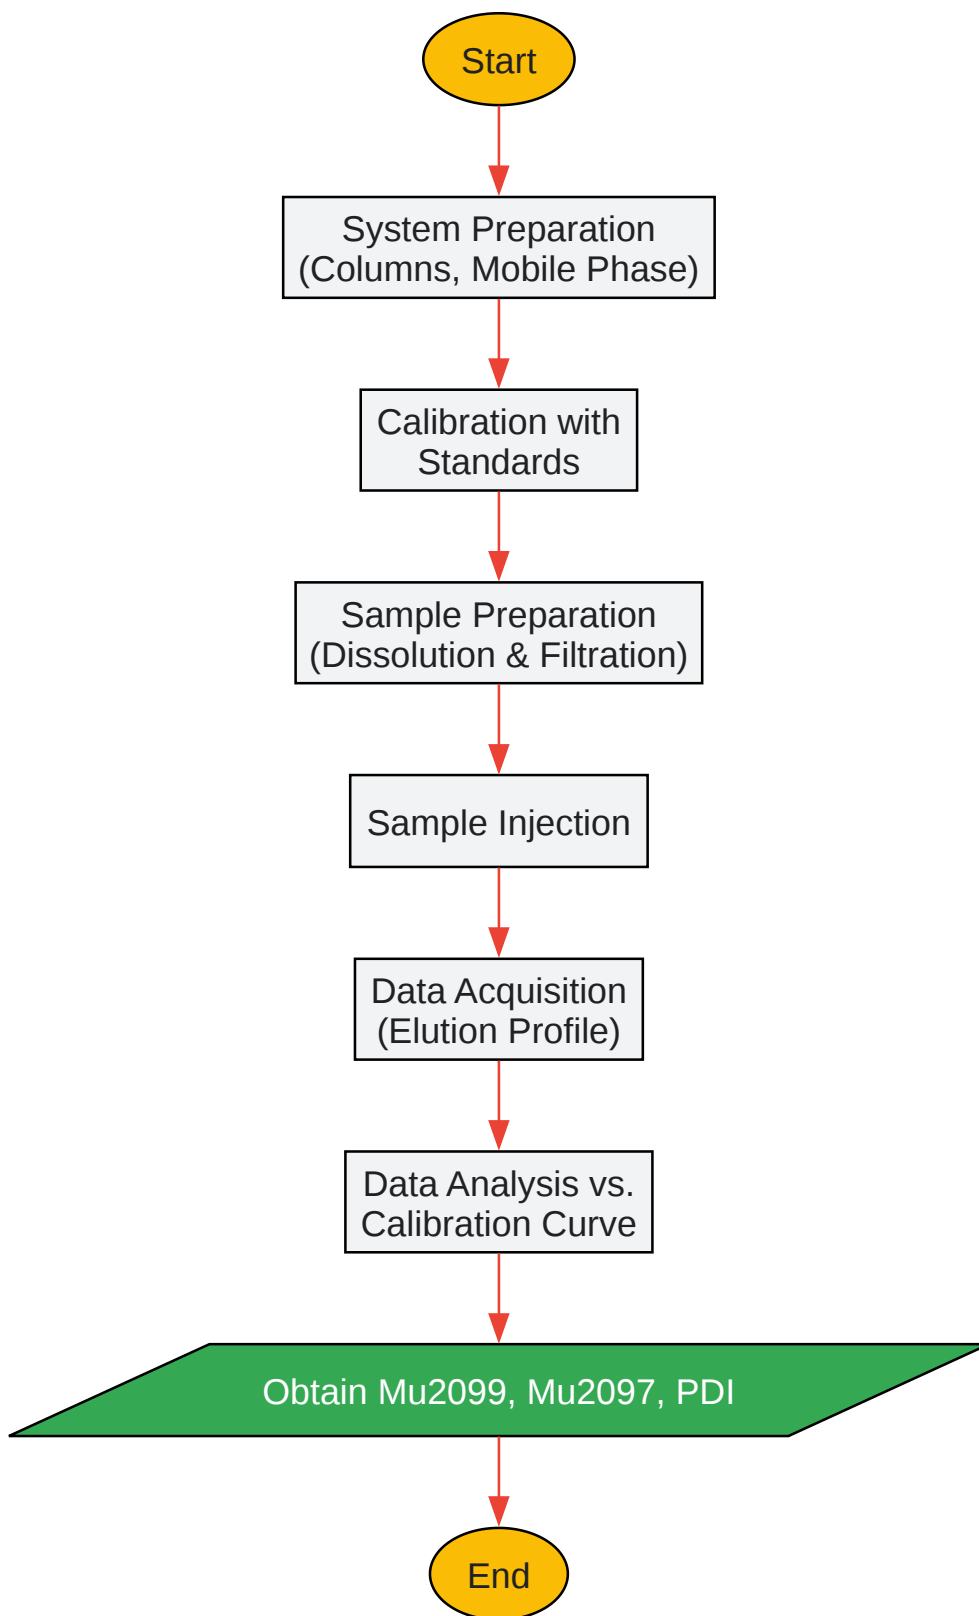 Start
System Preparation
(Columns, Mobile Phase)
Calibration with
Standards
Sample Preparation
(Dissolution & Filtration)
Sample Injection
Data Acquisition
(Elution Profile)
Data Analysis vs.
Calibration Curve
Obtain Mu2099, Mu2097, PDI
End